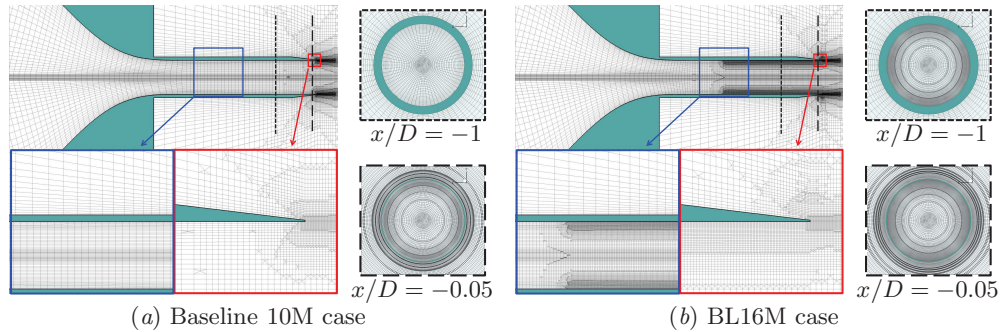 x/D = −1
x/D = −0.05
(a) Baseline 10M case
x/D = −1
x/D = −0.05
(b) BL16M case